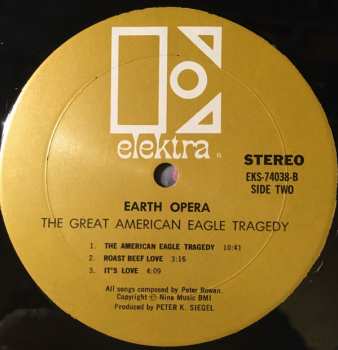 elektra
STEREO
EKS-74038-B
SIDE TWO
EARTH OPERA
THE GREAT AMERICAN EAGLE TRAGEDY
1. THE AMERICAN EAGLE TRAGEDY 10:41
2. ROAST BEEF LOVE 3:16
3. IT'S LOVE 4:09
All songs composed by Peter Rowan.
Copyright © Nina Music BMI
Produced by PETER K. SIEGEL